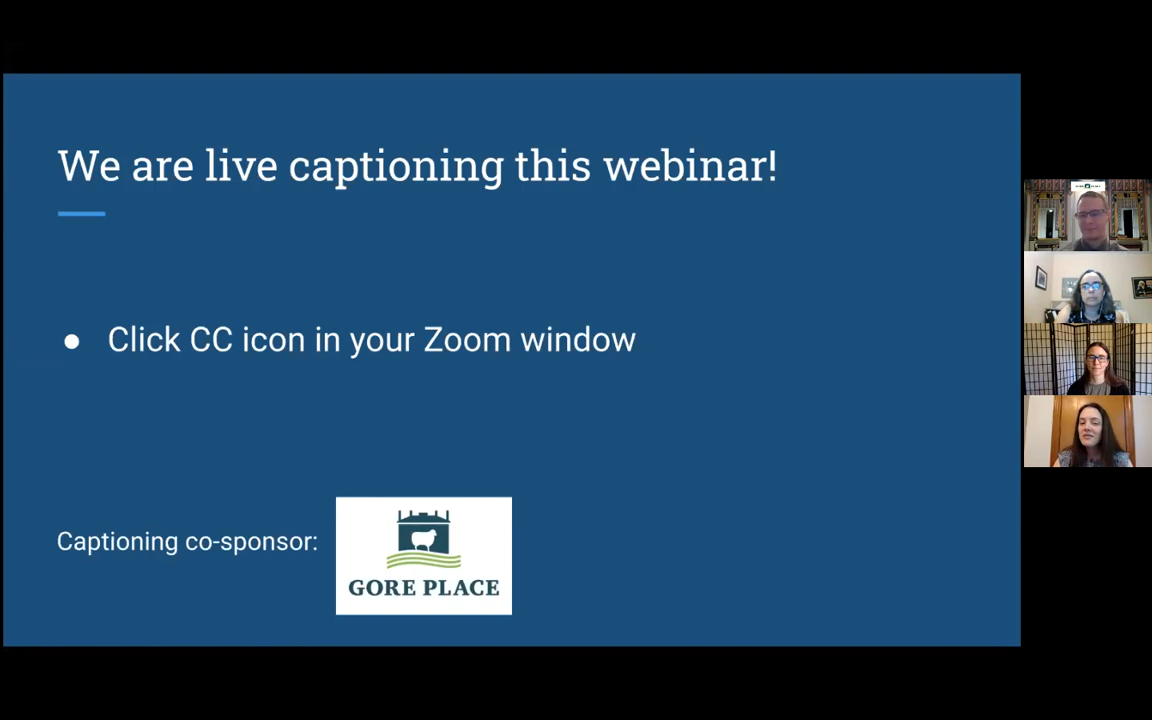 We are live captioning this webinar!
● Click CC icon in your Zoom window
Captioning co-sponsor:
GORE PLACE